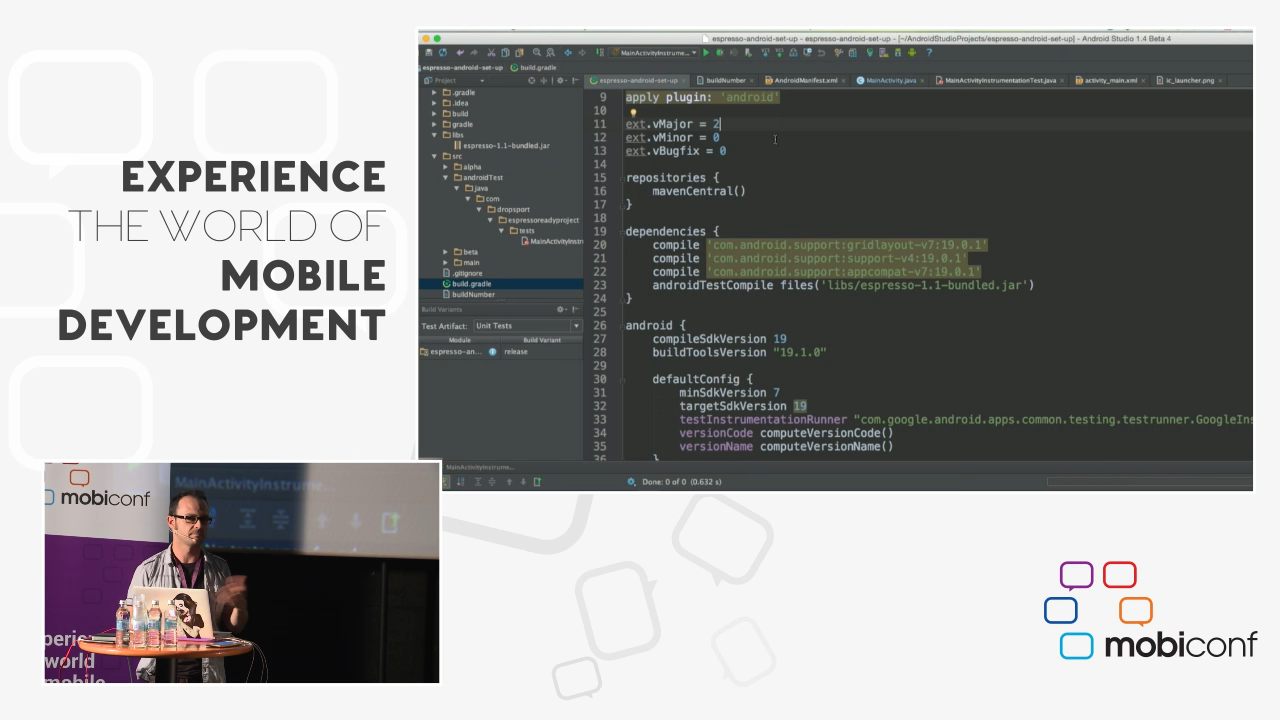 EXPERIENCE
THE WORLD OF
MOBILE
DEVELOPMENT
espresso-android-set-up - espresso-android-set-up - [~/AndroidStudioProjects/espresso-android-set-up] - Android Studio 1.4 Beta 4
MainActivityInstrume...
espresso-android-set-up
build.gradle
Project
espresso-android-set-up
buildNumber
AndroidManifest.xml
MainActivity.java
MainActivityInstrumentationTest.java
activity_main.xml
ic_launcher.png
.gradle
.idea
build
gradle
libs
espresso-1.1-bundled.jar
src
alpha
androidTest
java
com
dropsport
espressoreadyproject
tests
MainActivityInstr
beta
main
.gitignore
build.gradle
buildNumber
Build Variants
Test Artifact: Unit Tests
Module Build Variant
espresso-an... release
9 apply plugin: 'android'
10
11 ext.vMajor = 2
12 ext.vMinor = 0
13 ext.vBugfix = 0
14
15 repositories {
16 mavenCentral()
17 }
18
19 dependencies {
20 compile 'com.android.support:gridlayout-v7:19.0.1'
21 compile 'com.android.support:support-v4:19.0.1'
22 compile 'com.android.support:appcompat-v7:19.0.1'
23 androidTestCompile files('libs/espresso-1.1-bundled.jar')
24 }
25
26 android {
27 compileSdkVersion 19
28 buildToolsVersion "19.1.0"
29
30 defaultConfig {
31 minSdkVersion 7
32 targetSdkVersion 19
33 testInstrumentationRunner "com.google.android.apps.common.testing.testrunner.GoogleIns
34 versionCode computeVersionCode()
35 versionName computeVersionName()
36 }
MainActivityInstrume...
Done: 0 of 0 (0.632 s)
mobiconf
MainActivityInstrume...
world
mobile
mobiconf